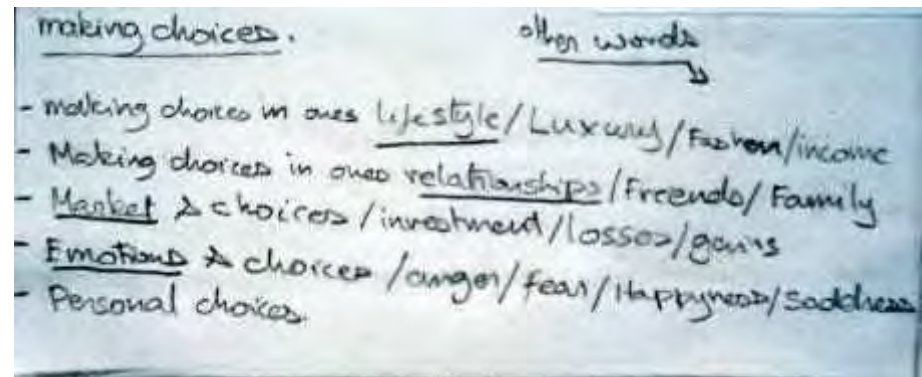 making choices.
other words
- making choices in ones lifestyle/Luxury/Fashion/income
- Making choices in ones relationships/Freends/Family
- Market & choices/investment/losses/gains
- Emotions & choices/anger/fear/Happyness/Saddness
- Personal choices.